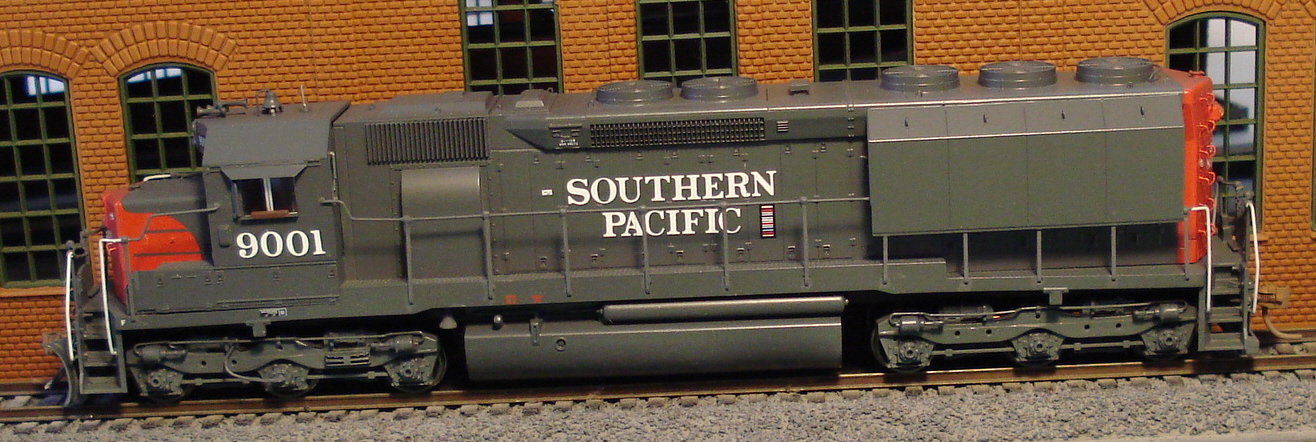 SOUTHERN
PACIFIC
9001